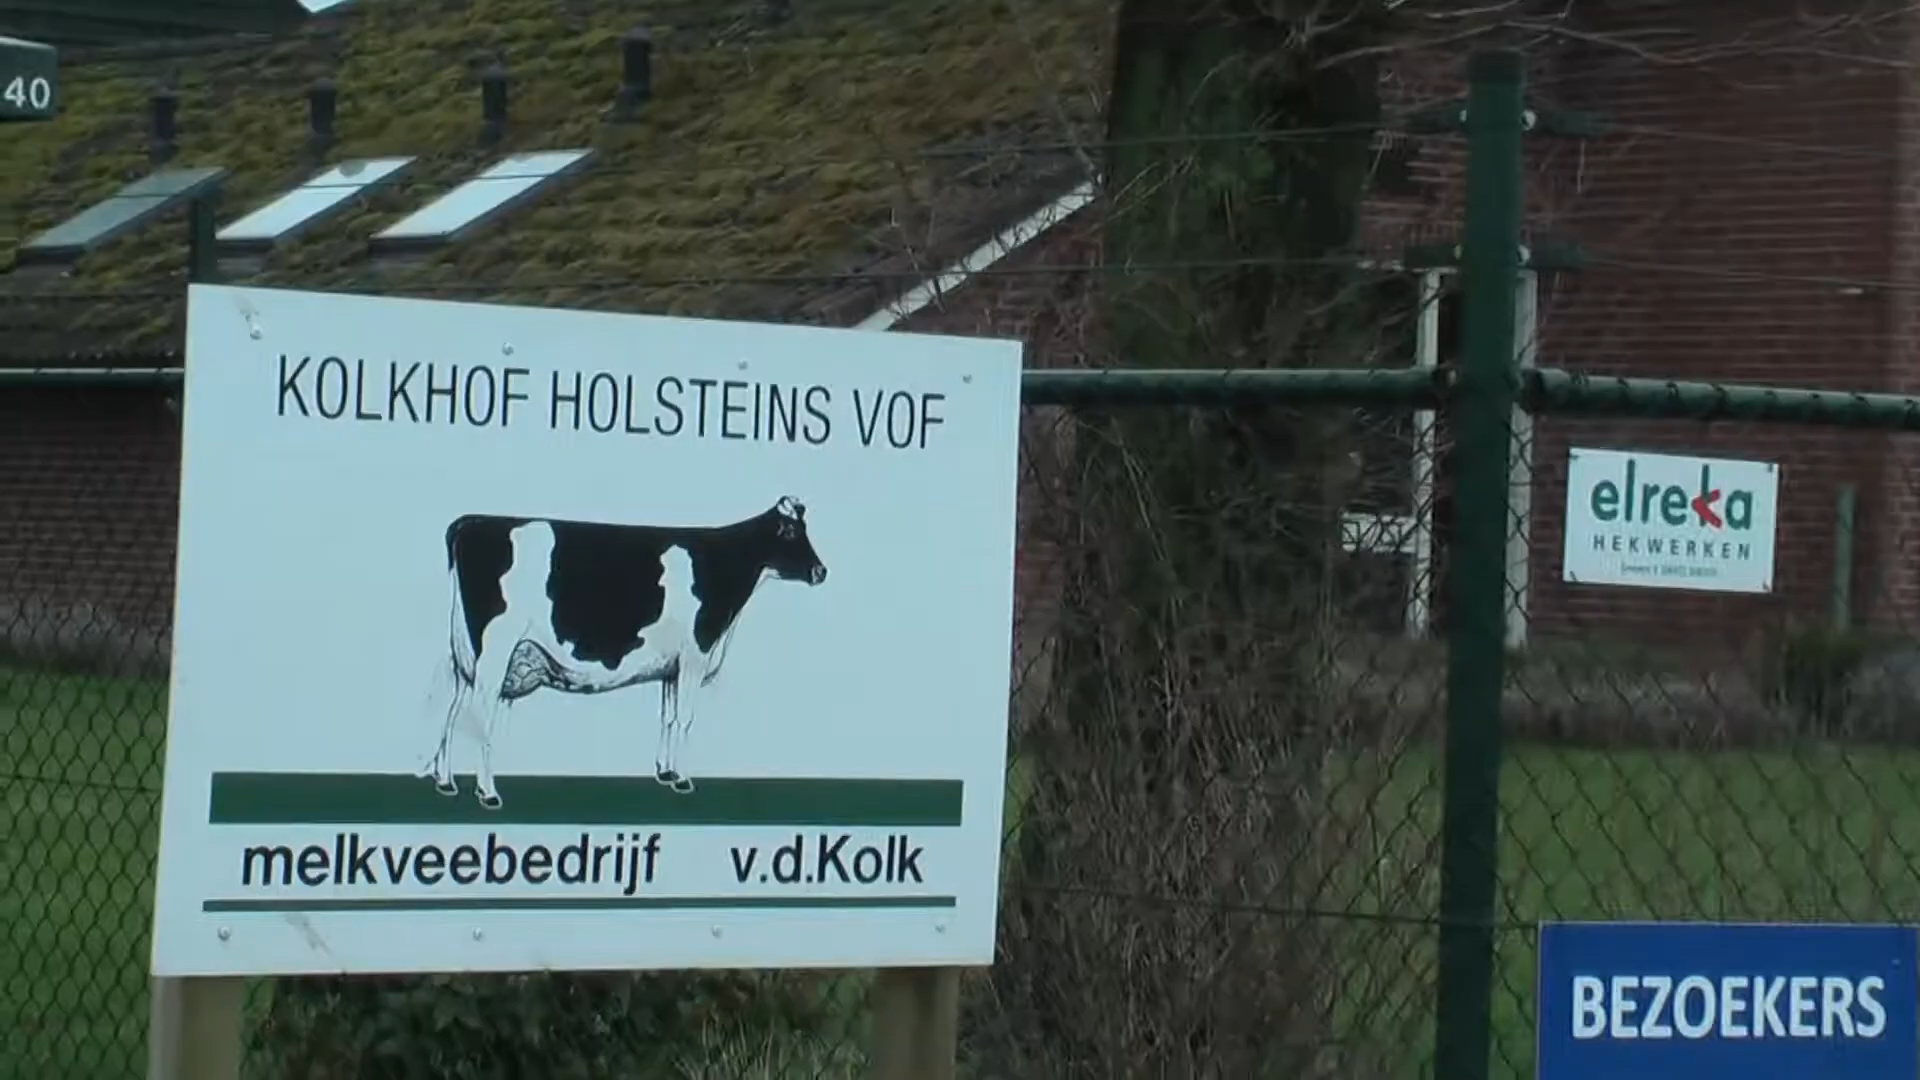 40
KOLKHOF HOLSTEINS VOF
melkveebedrijf v.d.Kolk
elreka
HEKWERKEN
BEZOEKERS